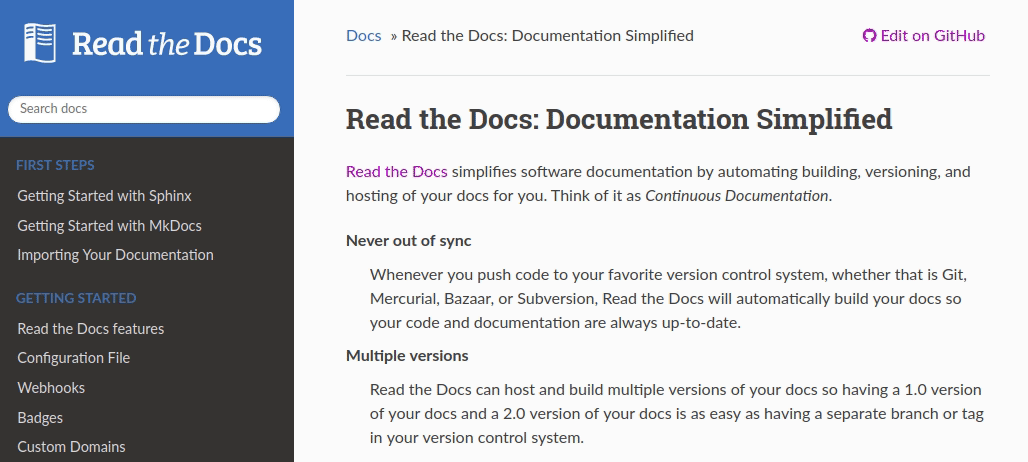 Read the Docs
Search docs
FIRST STEPS
Getting Started with Sphinx
Getting Started with MkDocs
Importing Your Documentation
GETTING STARTED
Read the Docs features
Configuration File
Webhooks
Badges
Custom Domains
Docs » Read the Docs: Documentation Simplified
Edit on GitHub
Read the Docs: Documentation Simplified
Read the Docs simplifies software documentation by automating building, versioning, and
hosting of your docs for you. Think of it as Continuous Documentation.
Never out of sync
Whenever you push code to your favorite version control system, whether that is Git,
Mercurial, Bazaar, or Subversion, Read the Docs will automatically build your docs so
your code and documentation are always up-to-date.
Multiple versions
Read the Docs can host and build multiple versions of your docs so having a 1.0 version
of your docs and a 2.0 version of your docs is as easy as having a separate branch or tag
in your version control system.